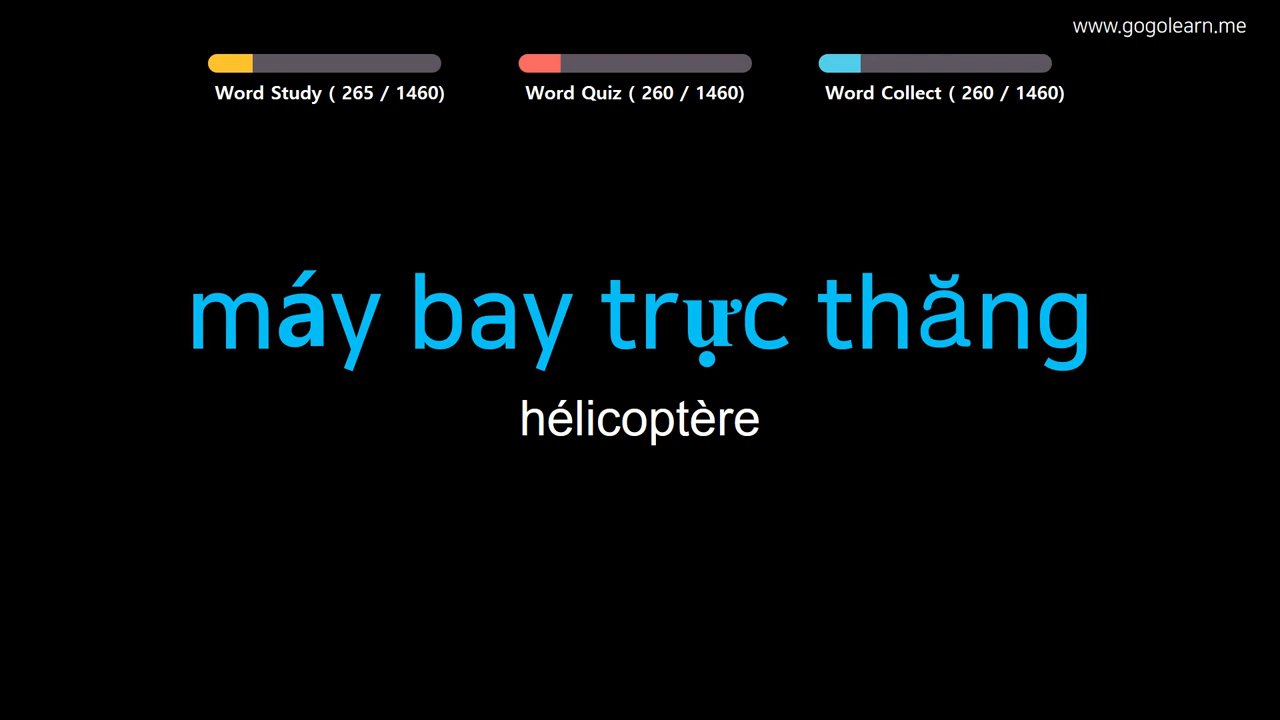 www.gogolearn.me
Word Study ( 265 / 1460)
Word Quiz ( 260 / 1460)
Word Collect ( 260 / 1460)
máy bay trực thăng
hélicoptère